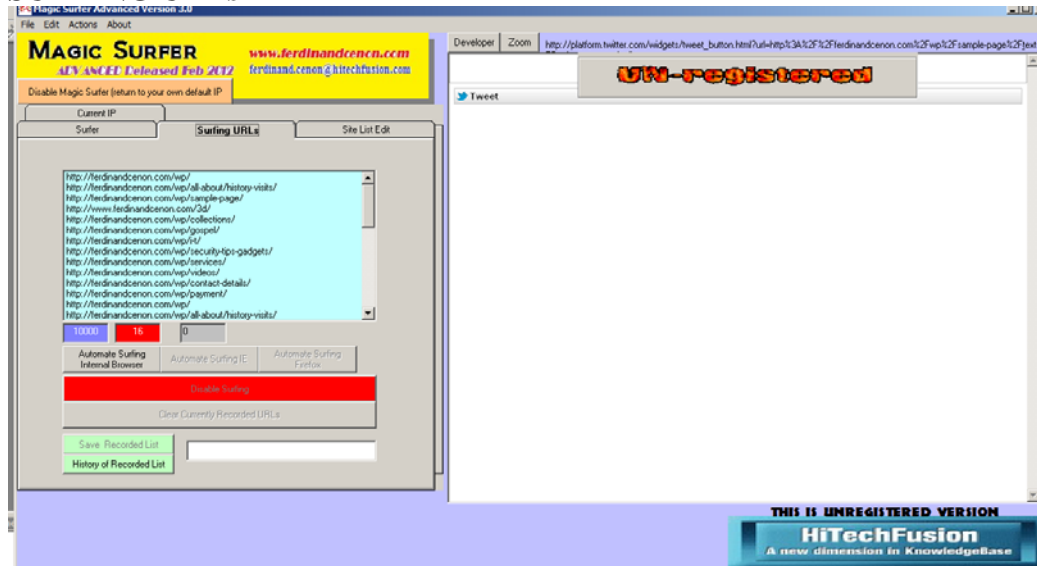 Magic Surfer Advanced Version 3.0
File Edit Actions About
MAGIC SURFER
www.ferdinandcenon.com
ADVANCED Released Feb 2012
ferdinand.cenon@hitechfusion.com
Disable Magic Surfer (return to your own default IP
Current IP
Surfer
Surfing URLs
Site List Edit
http://ferdinandcenon.com/wp/
http://ferdinandcenon.com/wp/all-about/history-visits/
http://ferdinandcenon.com/wp/sample-page/
http://www.ferdinandcenon.com/3d/
http://ferdinandcenon.com/wp/collections/
http://ferdinandcenon.com/wp/gospel/
http://ferdinandcenon.com/wp/security-tips-gadgets/
http://ferdinandcenon.com/wp/services/
http://ferdinandcenon.com/wp/videos/
http://ferdinandcenon.com/wp/contact-details/
http://ferdinandcenon.com/wp/payment/
http://ferdinandcenon.com/wp/
http://ferdinandcenon.com/wp/all-about/history-visits/
10000
16
0
Automate Surfing
Internal Browser
Automate Surfing IE
Automate Surfing
Firefox
Disable Surfing
Clear Currently Recorded URLs
Save Recorded List
History of Recorded List
Developer
Zoom
http://platform.twitter.com/widgets/tweet_button.html?url=http%3A%2F%2Fferdinandcenon.com%2Fwp%2Fsample-page%2F
UN-registered
Tweet
THIS IS UNREGISTERED VERSION
HiTechFusion
A new dimension in KnowledgeBase